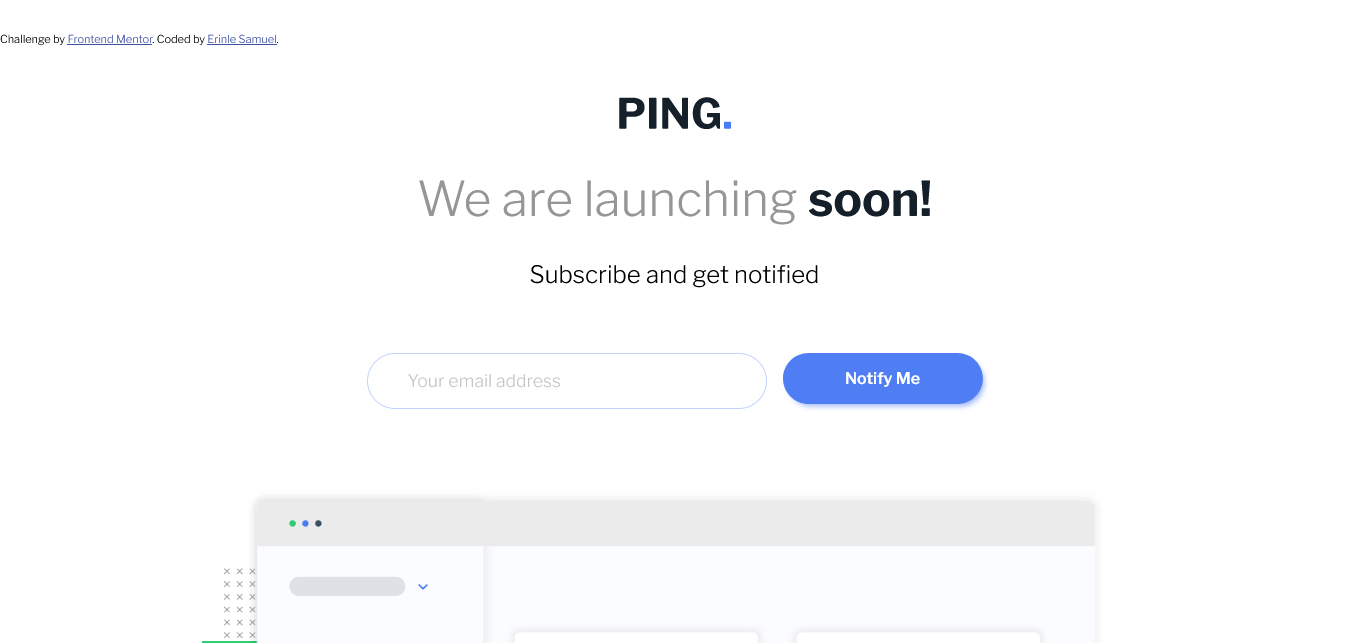 Challenge by Frontend Mentor. Coded by Erinle Samuel.
PING.
We are launching soon!
Subscribe and get notified
Your email address
Notify Me